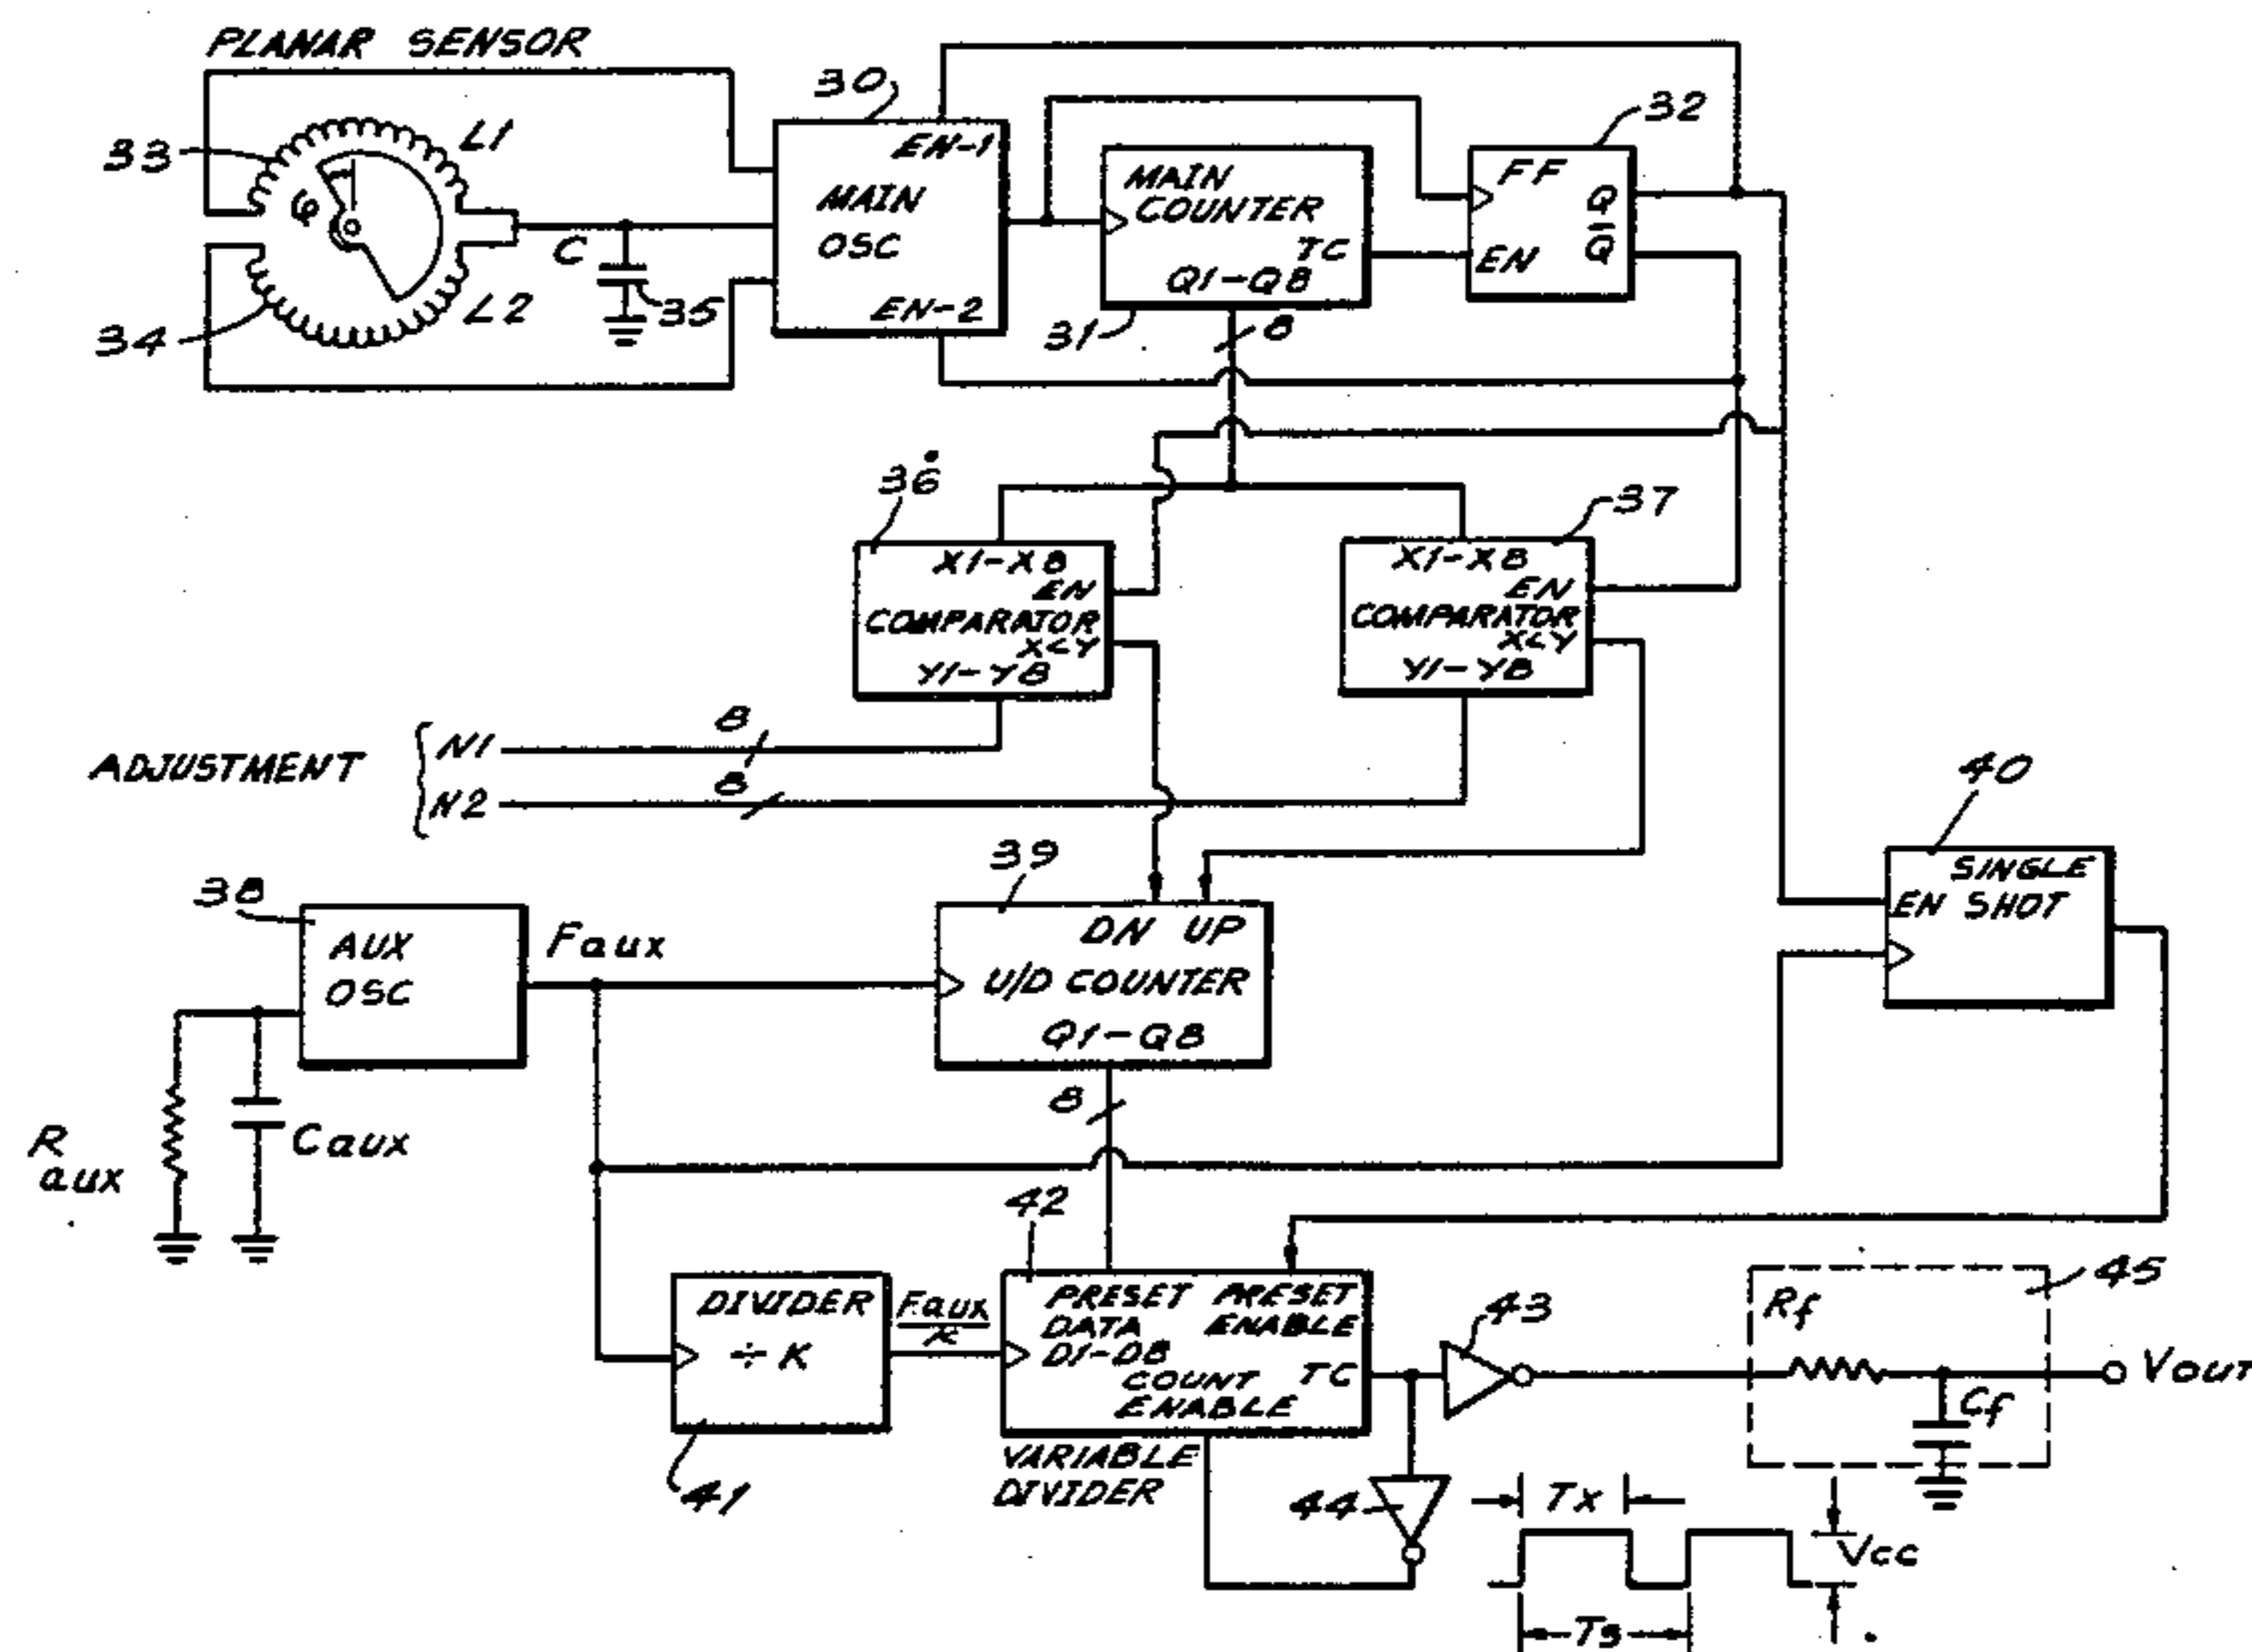 PLANAR SENSOR
33
L1
φ
34
L2
C
35
30
EN-1
MAIN
OSC
EN-2
MAIN
COUNTER
TC
Q1-Q8
31
8
32
FF
Q
Q̅
EN
36
X1-X8
EN
COMPARATOR
X<Y
Y1-Y8
37
X1-X8
EN
COMPARATOR
X<Y
Y1-Y8
ADJUSTMENT
N1
8
N2
8
40
SINGLE
EN SHOT
38
AUX
OSC
Faux
R
aux
Caux
39
DN UP
U/D COUNTER
Q1-Q8
8
DIVIDER
÷ K
41
Faux
K
42
PRESET PRESET
DATA ENABLE
D1-D8
COUNT TC
ENABLE
VARIABLE
DIVIDER
43
44
45
Rf
Cf
VOUT
Tx
Vcc
Ts